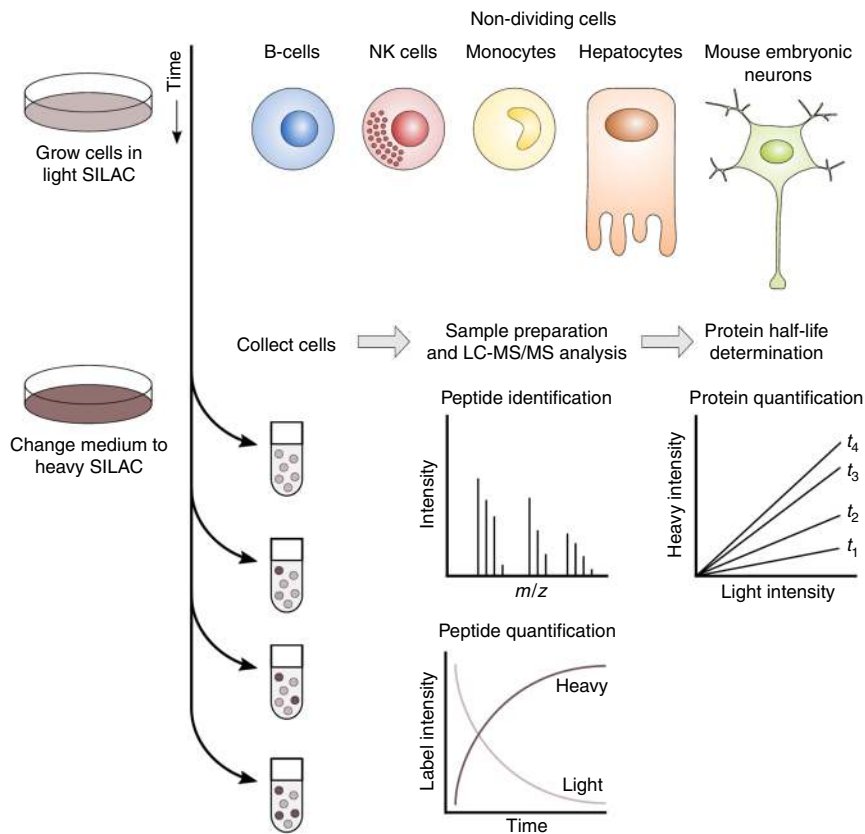 Non-dividing cells
Time
B-cells
NK cells
Monocytes
Hepatocytes
Mouse embryonic
neurons
Grow cells in
light SILAC
Collect cells
Sample preparation
and LC-MS/MS analysis
Protein half-life
determination
Change medium to
heavy SILAC
Peptide identification
Intensity
m/z
Protein quantification
Heavy intensity
t4
t3
t2
t1
Light intensity
Peptide quantification
Label intensity
Heavy
Light
Time